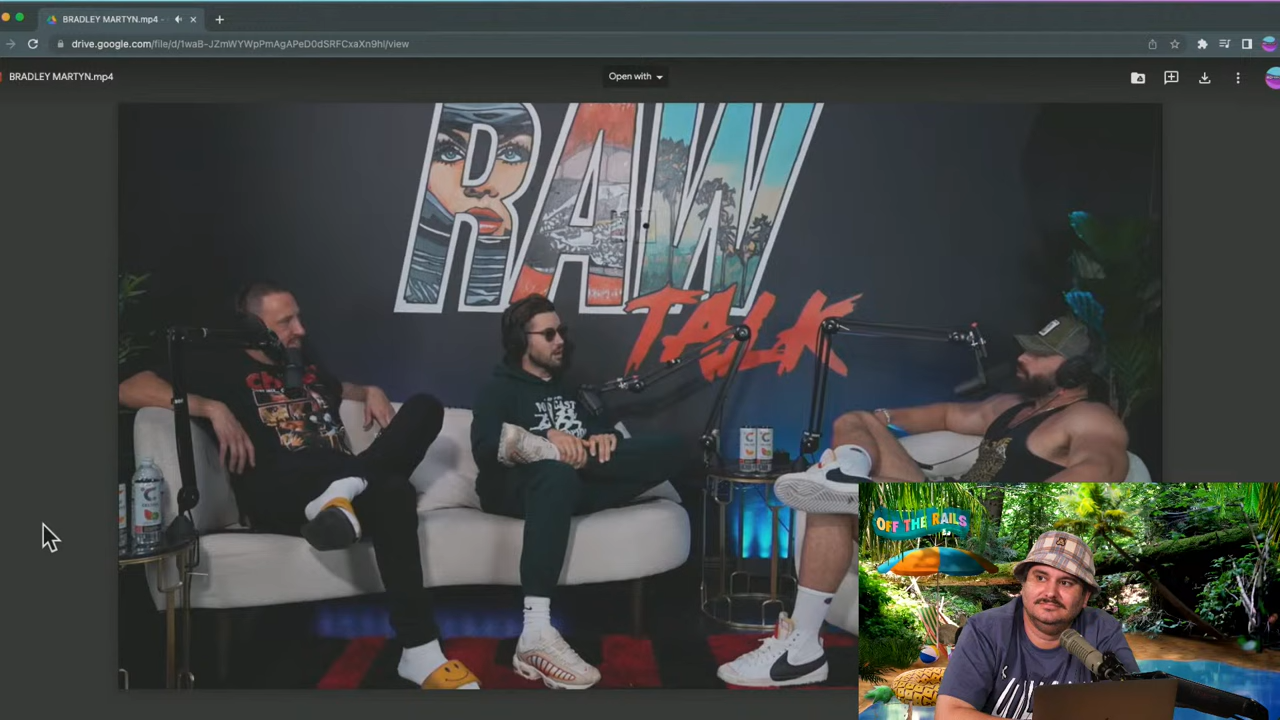 BRADLEY MARTYN.mp4 -
drive.google.com/file/d/1waB-JZmWYWpPmAgAPeD0dSRFCxaXn9hI/view
BRADLEY MARTYN.mp4
Open with
RAW
TALK
OFF THE RAILS